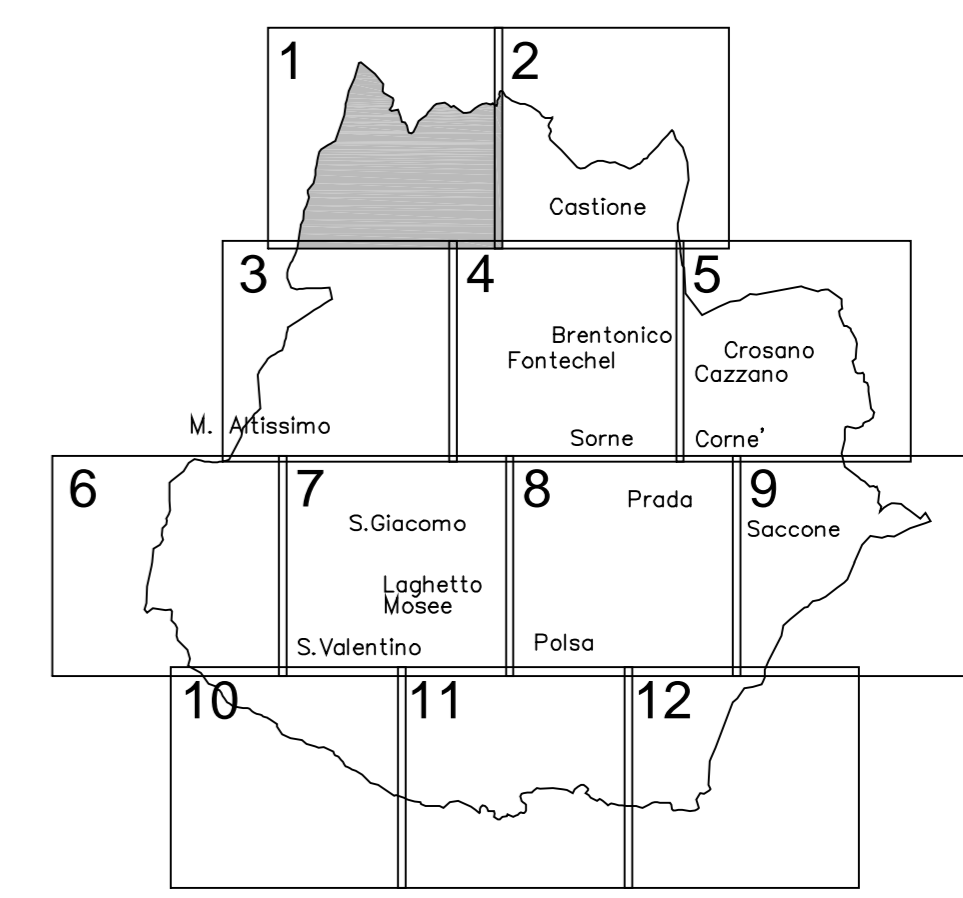 1
2
Castione
3
4
5
Brentonico
Fontechel
Crosano
Cazzano
M. Altissimo
Sorne
Corne'
6
7
8
9
Prada
S.Giacomo
Saccone
Laghetto
Mosee
S.Valentino
Polsa
10
11
12